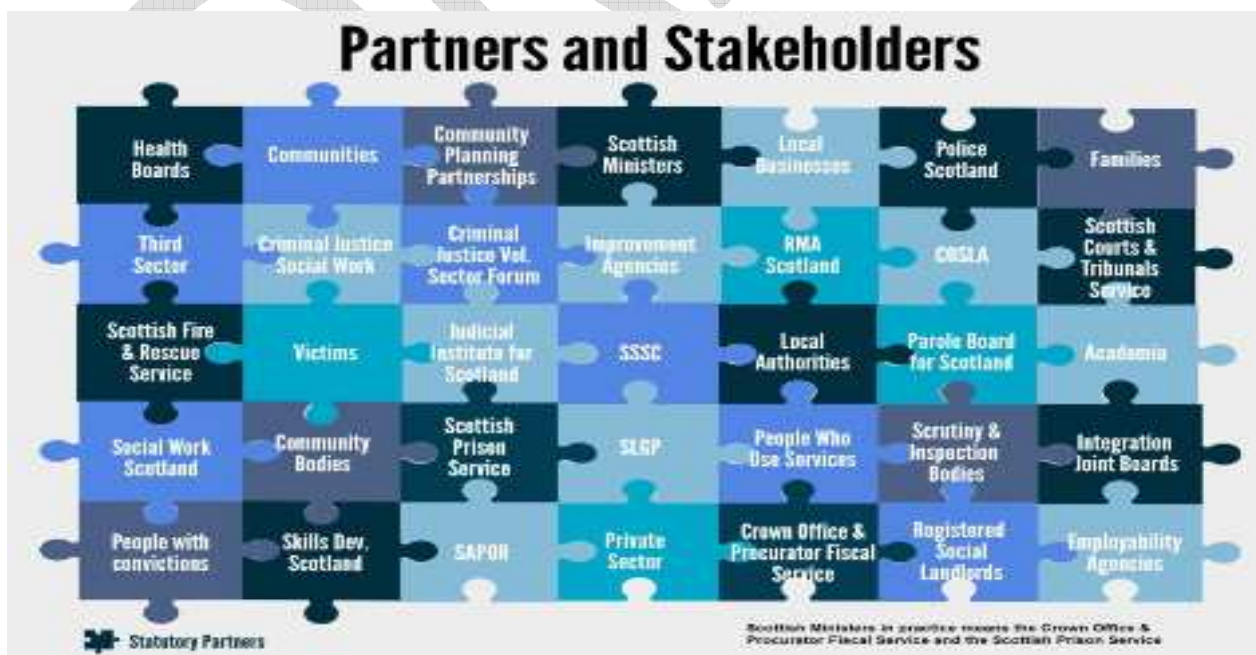 Partners and Stakeholders
Health
Boards
Communities
Community
Planning
Partnerships
Scottish
Ministers
Local
Businesses
Police
Scotland
Families
Third
Sector
Criminal Justice
Social Work
Criminal
Justice Vol.
Sector Forum
Improvement
Agencies
RMA
Scotland
COSLA
Scottish
Courts &
Tribunals
Service
Scottish Fire
& Rescue
Service
Victims
Judicial
Institute for
Scotland
SSSC
Local
Authorities
Parole Board
for Scotland
Academia
Social Work
Scotland
Community
Bodies
Scottish
Prison
Service
SLGP
People Who
Use Services
Scrutiny &
Inspection
Bodies
Integration
Joint Boards
People with
convictions
Skills Dev.
Scotland
SAPOR
Private
Sector
Crown Office &
Procurator Fiscal
Service
Registered
Social
Landlords
Employability
Agencies
Statutory Partners
Scottish Ministers in practice means the Crown Office &
Procurator Fiscal Service and the Scottish Prison Service